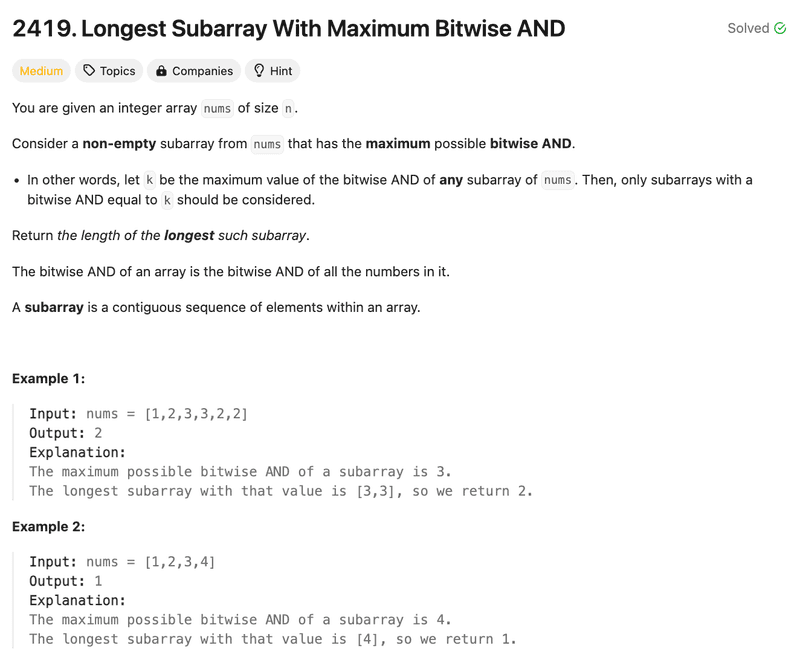 2419. Longest Subarray With Maximum Bitwise AND
Solved
Medium Topics Companies Hint
You are given an integer array nums of size n.
Consider a non-empty subarray from nums that has the maximum possible bitwise AND.
• In other words, let k be the maximum value of the bitwise AND of any subarray of nums. Then, only subarrays with a
bitwise AND equal to k should be considered.
Return the length of the longest such subarray.
The bitwise AND of an array is the bitwise AND of all the numbers in it.
A subarray is a contiguous sequence of elements within an array.
Example 1:
Input: nums = [1,2,3,3,2,2]
Output: 2
Explanation:
The maximum possible bitwise AND of a subarray is 3.
The longest subarray with that value is [3,3], so we return 2.
Example 2:
Input: nums = [1,2,3,4]
Output: 1
Explanation:
The maximum possible bitwise AND of a subarray is 4.
The longest subarray with that value is [4], so we return 1.